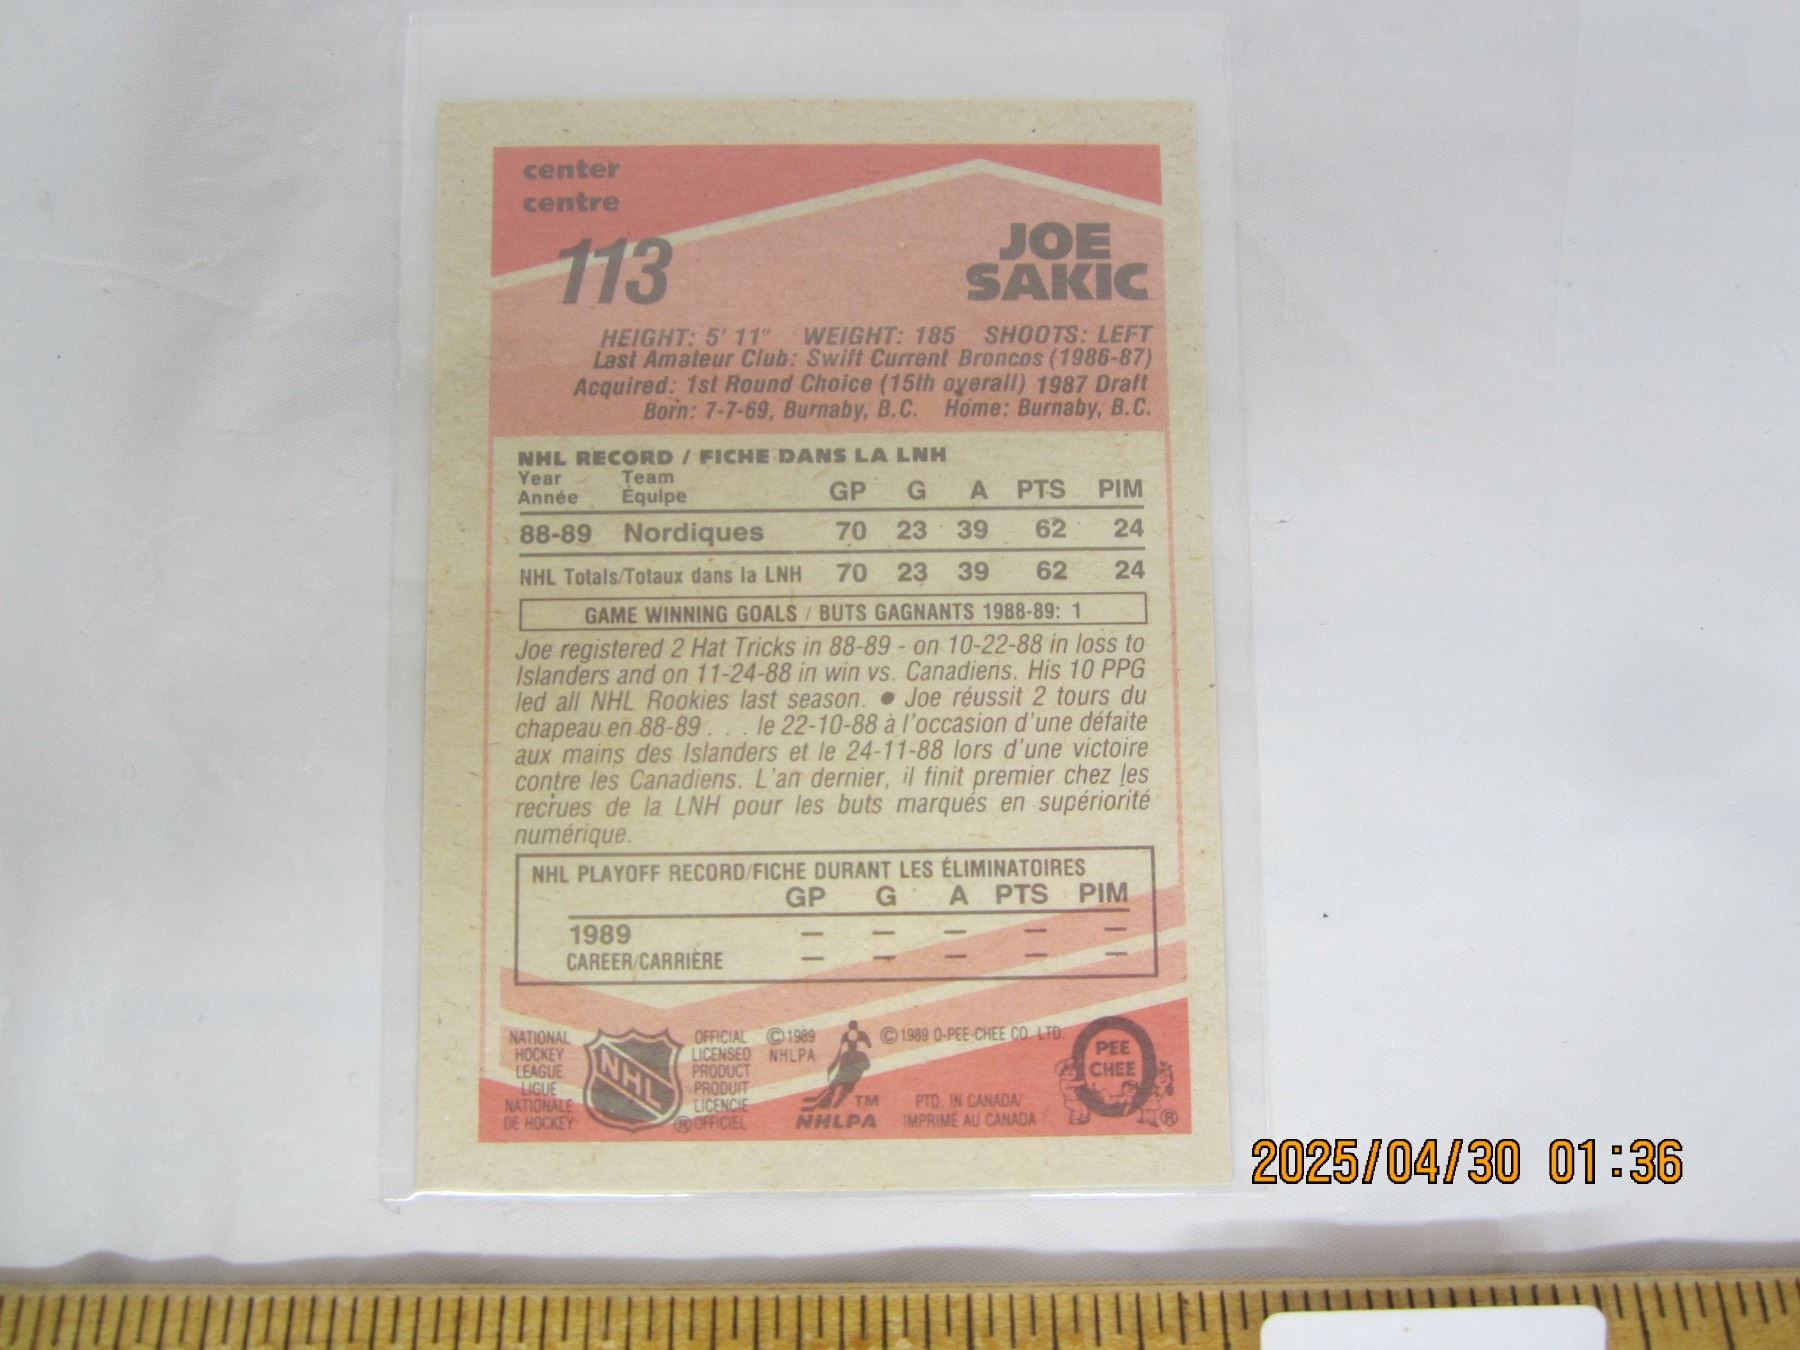 center
centre
113
JOE
SAKIC
HEIGHT: 5' 11" WEIGHT: 185 SHOOTS: LEFT
Last Amateur Club: Swift Current Broncos (1986-87)
Acquired: 1st Round Choice (15th overall) 1987 Draft
Born: 7-7-69, Burnaby, B.C. Home: Burnaby, B.C.
NHL RECORD / FICHE DANS LA LNH
Year Team
Année Équipe GP G A PTS PIM
88-89 Nordiques 70 23 39 62 24
NHL Totals/Totaux dans la LNH 70 23 39 62 24
GAME WINNING GOALS / BUTS GAGNANTS 1988-89: 1
Joe registered 2 Hat Tricks in 88-89 - on 10-22-88 in loss to
Islanders and on 11-24-88 in win vs. Canadiens. His 10 PPG
led all NHL Rookies last season. ● Joe réussit 2 tours du
chapeau en 88-89 . . . le 22-10-88 à l'occasion d'une défaite
aux mains des Islanders et le 24-11-88 lors d'une victoire
contre les Canadiens. L'an dernier, il finit premier chez les
recrues de la LNH pour les buts marqués en supériorité
numérique.
NHL PLAYOFF RECORD/FICHE DURANT LES ÉLIMINATOIRES
GP G A PTS PIM
1989 — — — — —
CAREER/CARRIÈRE — — — — —
NATIONAL
HOCKEY
LEAGUE
LIGUE
NATIONALE
DE HOCKEY
NHL
®
OFFICIAL
LICENSED
PRODUCT
PRODUIT
LICENCIE
OFFICIEL
© 1989
NHLPA
TM
NHLPA
© 1989 O-PEE-CHEE CO. LTD.
PTD. IN CANADA/
IMPRIMÉ AU CANADA
O
PEE
CHEE
®
2025/04/30 01:36